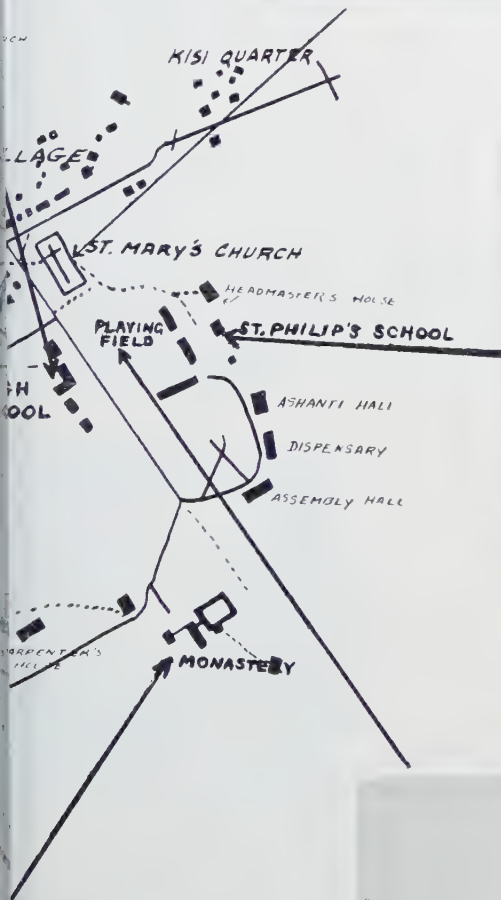 KISI QUARTER
ST. MARY'S CHURCH
HEADMASTER'S HOUSE
PLAYING
FIELD
ST. PHILIP'S SCHOOL
ASHANTI HALL
DISPENSARY
ASSEMBLY HALL
MONASTERY